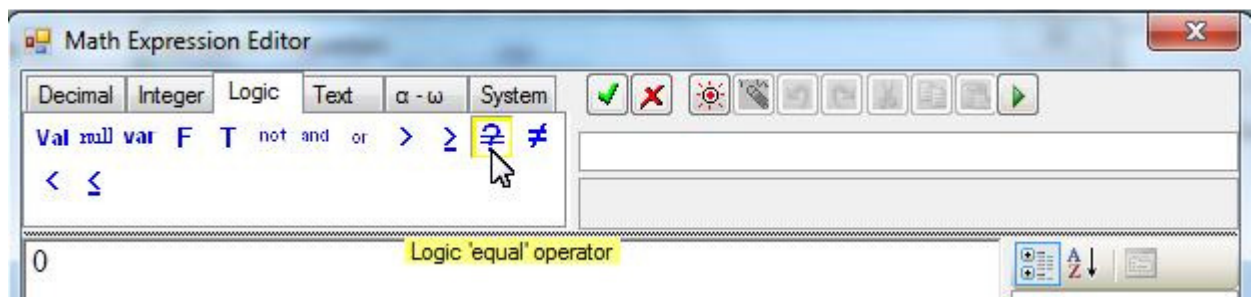 Math Expression Editor
Decimal Integer Logic Text α - ω System
Val null var F T not and or > ≥ ≟ ≠
< ≤
Logic 'equal' operator
0
A
Z